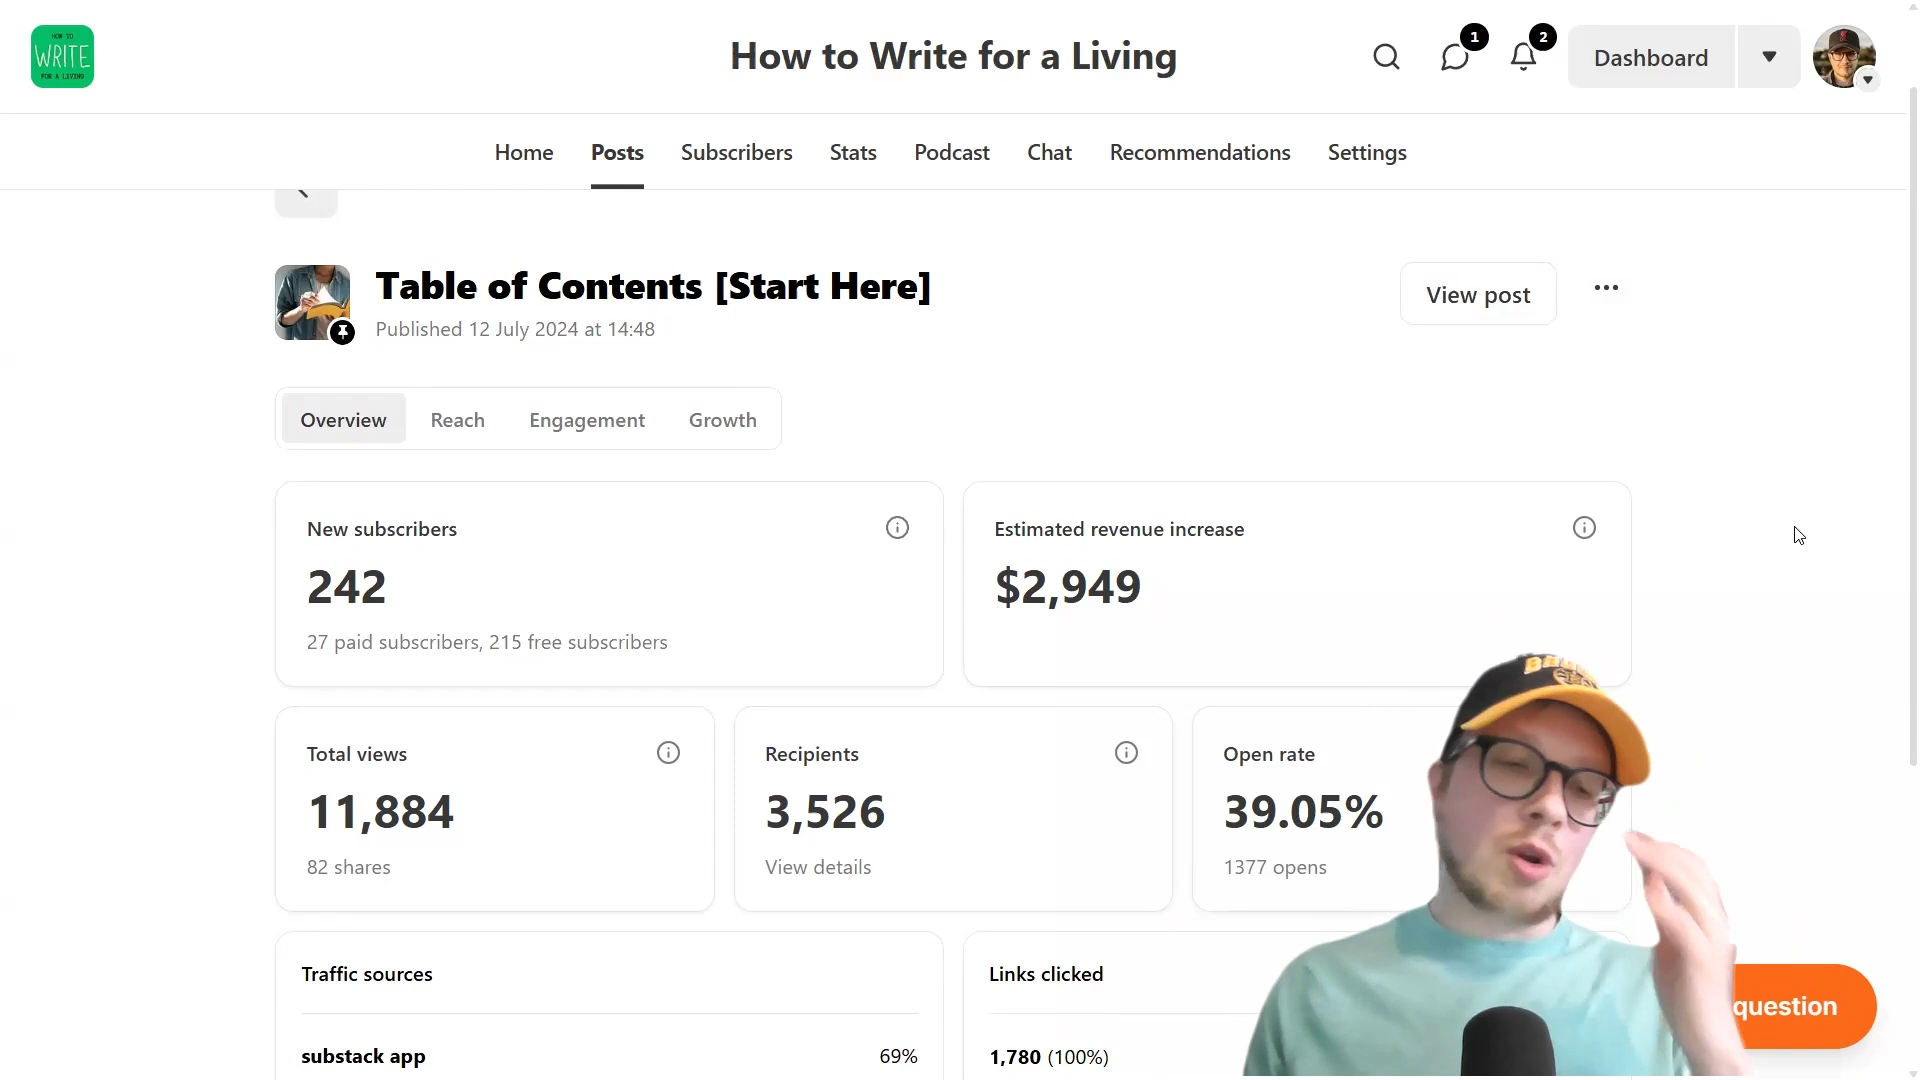 HOW TO
WRITE
FOR A LIVING
How to Write for a Living
1
2
Dashboard
Home
Posts
Subscribers
Stats
Podcast
Chat
Recommendations
Settings
Table of Contents [Start Here]
Published 12 July 2024 at 14:48
View post
Overview
Reach
Engagement
Growth
New subscribers
242
27 paid subscribers, 215 free subscribers
Estimated revenue increase
$2,949
Total views
11,884
82 shares
Recipients
3,526
View details
Open rate
39.05%
1377 opens
Traffic sources
substack app
69%
Links clicked
1,780 (100%)
question